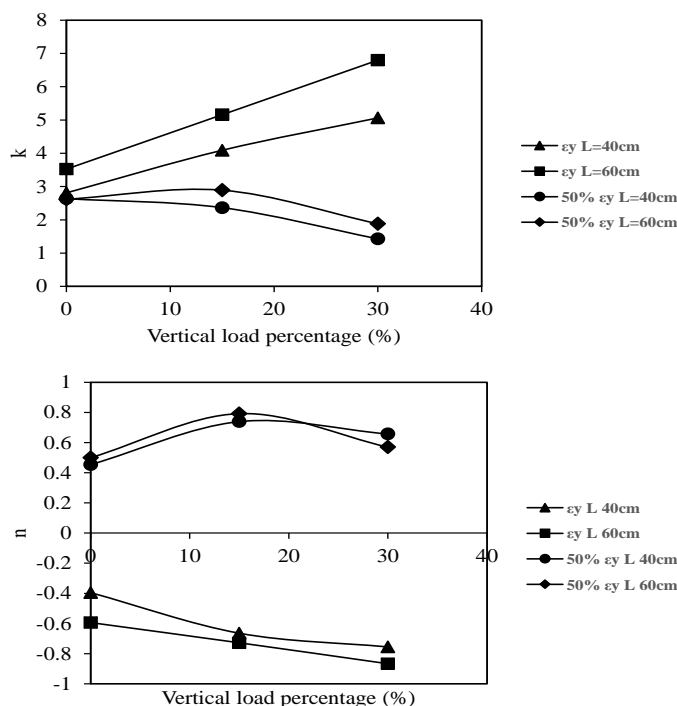 8
7
6
5
4
3
2
1
0
k
0 10 20 30 40
Vertical load percentage (%)
εy L=40cm
εy L=60cm
50% εy L=40cm
50% εy L=60cm
1
0.8
0.6
0.4
0.2
0
-0.2
-0.4
-0.6
-0.8
-1
n
0 10 20 30 40
Vertical load percentage (%)
εy L 40cm
εy L 60cm
50% εy L 40cm
50% εy L 60cm